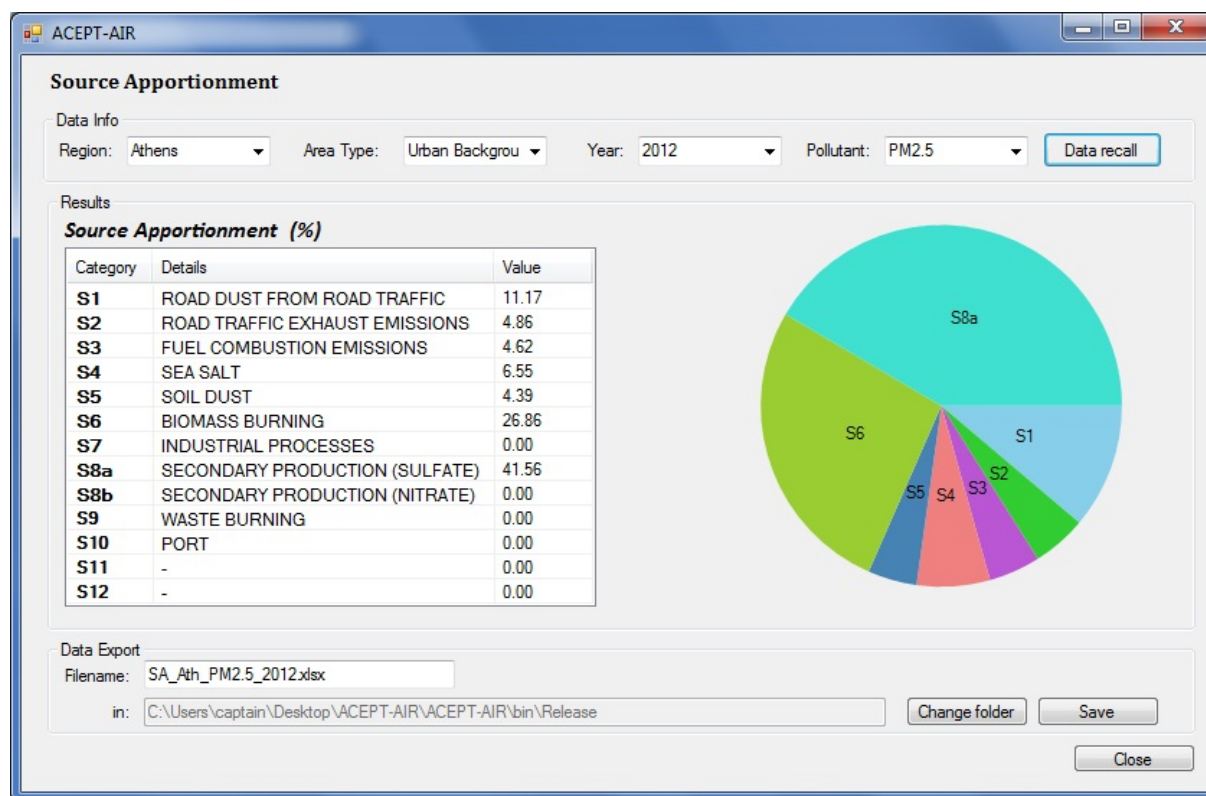 ACEPT-AIR
Source Apportionment
Data Info
Region: Athens Area Type: Urban Backgrou Year: 2012 Pollutant: PM2.5 Data recall
Results
Source Apportionment (%)
Category Details Value
S1 ROAD DUST FROM ROAD TRAFFIC 11.17
S2 ROAD TRAFFIC EXHAUST EMISSIONS 4.86
S3 FUEL COMBUSTION EMISSIONS 4.62
S4 SEA SALT 6.55
S5 SOIL DUST 4.39
S6 BIOMASS BURNING 26.86
S7 INDUSTRIAL PROCESSES 0.00
S8a SECONDARY PRODUCTION (SULFATE) 41.56
S8b SECONDARY PRODUCTION (NITRATE) 0.00
S9 WASTE BURNING 0.00
S10 PORT 0.00
S11 - 0.00
S12 - 0.00
S8a
S6
S1
S2
S3
S4
S5
Data Export
Filename: SA_Ath_PM2.5_2012.xlsx
in: C:\Users\captain\Desktop\ACEPT-AIR\ACEPT-AIR\bin\Release Change folder Save
Close